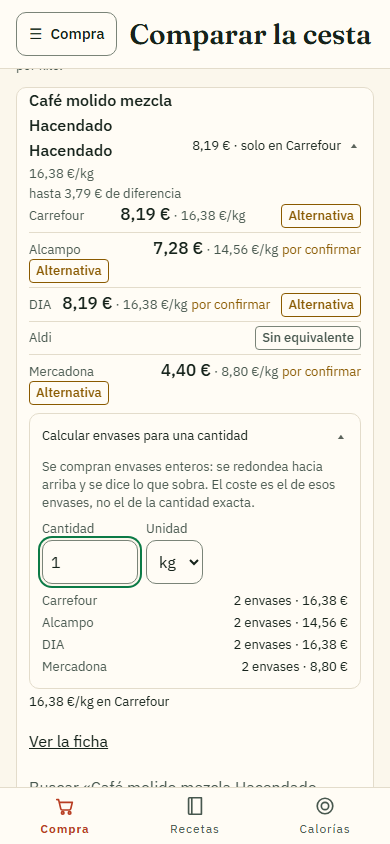 ☰ Compra
Comparar la cesta
Café molido mezcla
Hacendado
Hacendado
8,19 € · solo en Carrefour ▲
16,38 €/kg
hasta 3,79 € de diferencia
Carrefour 8,19 € · 16,38 €/kg Alternativa
Alcampo 7,28 € · 14,56 €/kg por confirmar
Alternativa
DIA 8,19 € · 16,38 €/kg por confirmar Alternativa
Aldi Sin equivalente
Mercadona 4,40 € · 8,80 €/kg por confirmar
Alternativa
Calcular envases para una cantidad ▲
Se compran envases enteros: se redondea hacia
arriba y se dice lo que sobra. El coste es el de esos
envases, no el de la cantidad exacta.
Cantidad Unidad
1 kg
Carrefour 2 envases · 16,38 €
Alcampo 2 envases · 14,56 €
DIA 2 envases · 16,38 €
Mercadona 2 envases · 8,80 €
16,38 €/kg en Carrefour
Ver la ficha
Buscar «Café molido mezcla Hacendado
Compra Recetas Calorías